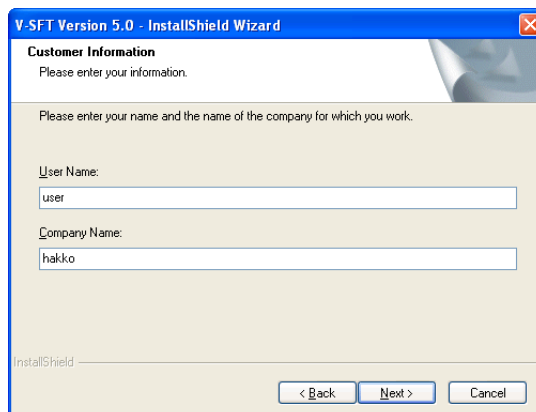 V-SFT Version 5.0 - InstallShield Wizard
Customer Information
Please enter your information.
Please enter your name and the name of the company for which you work.
User Name:
user
Company Name:
hakko
InstallShield
< Back Next > Cancel